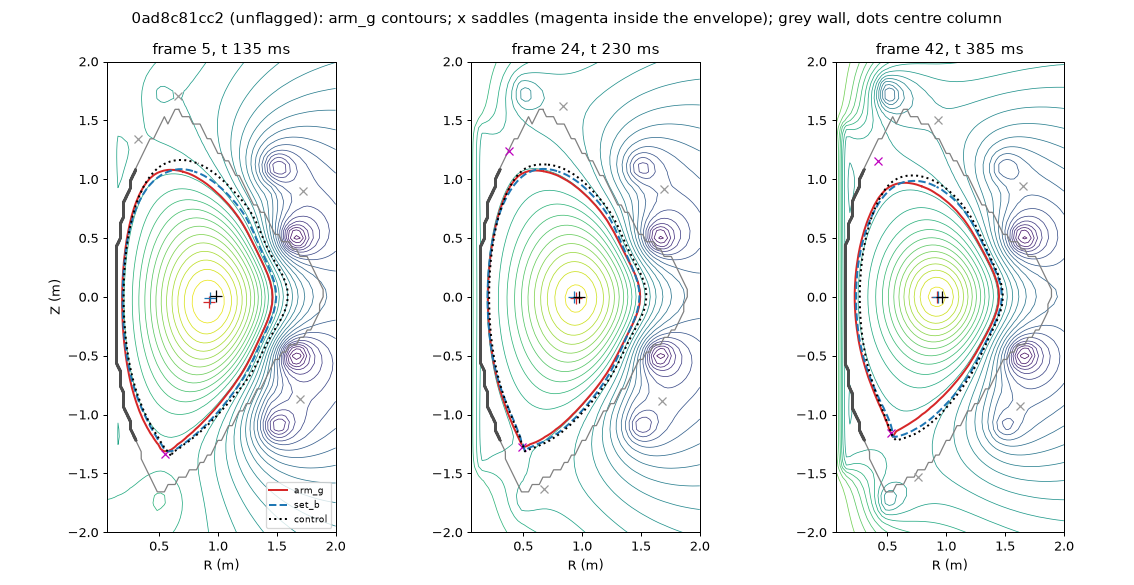 0ad8c81cc2 (unflagged): arm_g contours; x saddles (magenta inside the envelope); grey wall, dots centre column
frame 5, t 135 ms
frame 24, t 230 ms
frame 42, t 385 ms
2.0
1.5
1.0
0.5
0.0
−0.5
−1.0
−1.5
−2.0
Z (m)
arm_g
set_b
control
0.5 1.0 1.5 2.0
R (m)
2.0
1.5
1.0
0.5
0.0
−0.5
−1.0
−1.5
−2.0
0.5 1.0 1.5 2.0
R (m)
2.0
1.5
1.0
0.5
0.0
−0.5
−1.0
−1.5
−2.0
0.5 1.0 1.5 2.0
R (m)